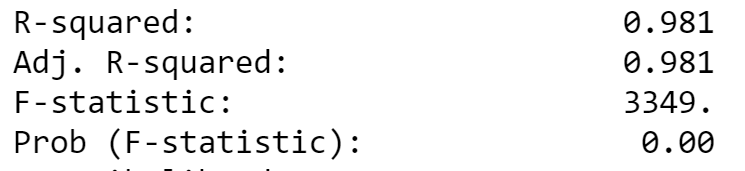 R-squared: 0.981
Adj. R-squared: 0.981
F-statistic: 3349.
Prob (F-statistic): 0.00